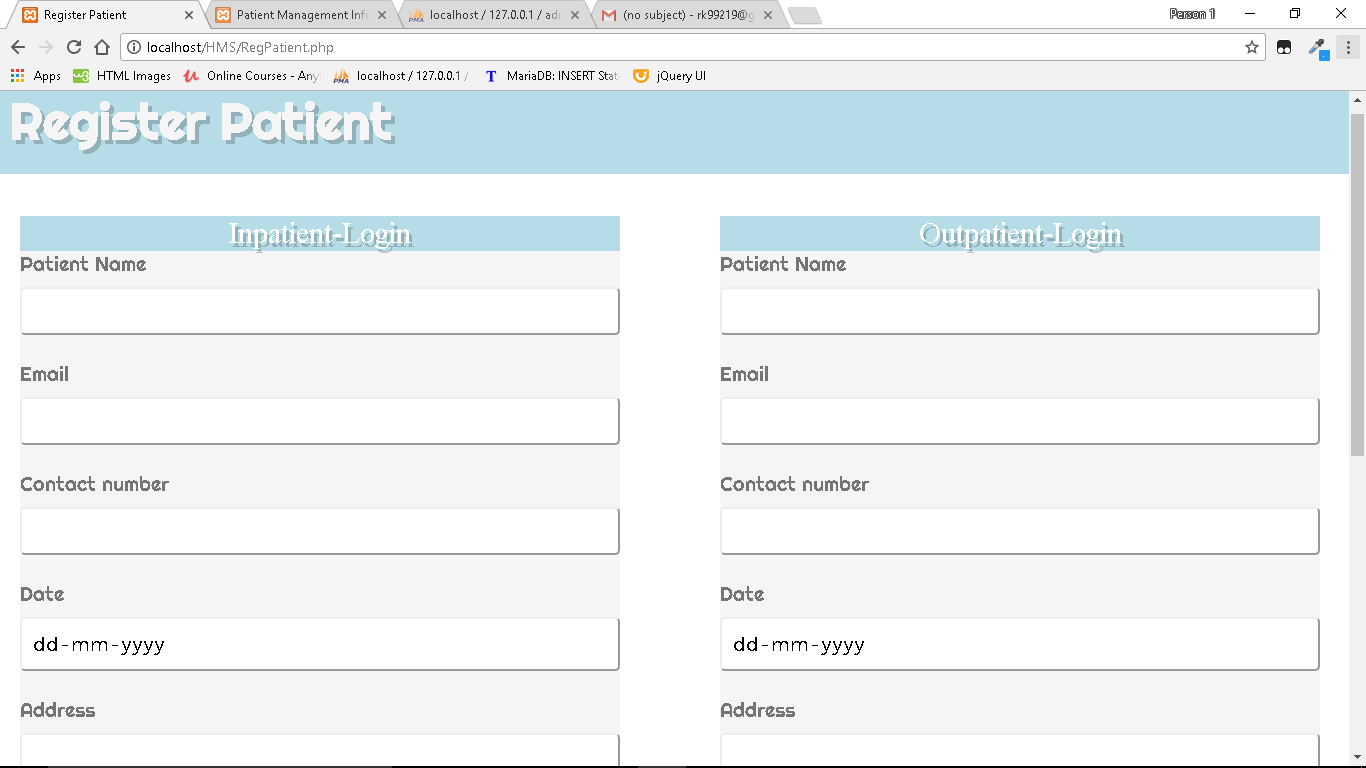 Register Patient
Patient Management Inf
localhost / 127.0.0.1 / adr
(no subject) - rk99219@g
Person 1
localhost/HMS/RegPatient.php
Apps
HTML Images
Online Courses - Any
PMA
localhost / 127.0.0.1 /
MariaDB: INSERT Stat
jQuery UI
Register Patient
Inpatient-Login
Patient Name
Email
Contact number
Date
dd-mm-yyyy
Address
Outpatient-Login
Patient Name
Email
Contact number
Date
dd-mm-yyyy
Address